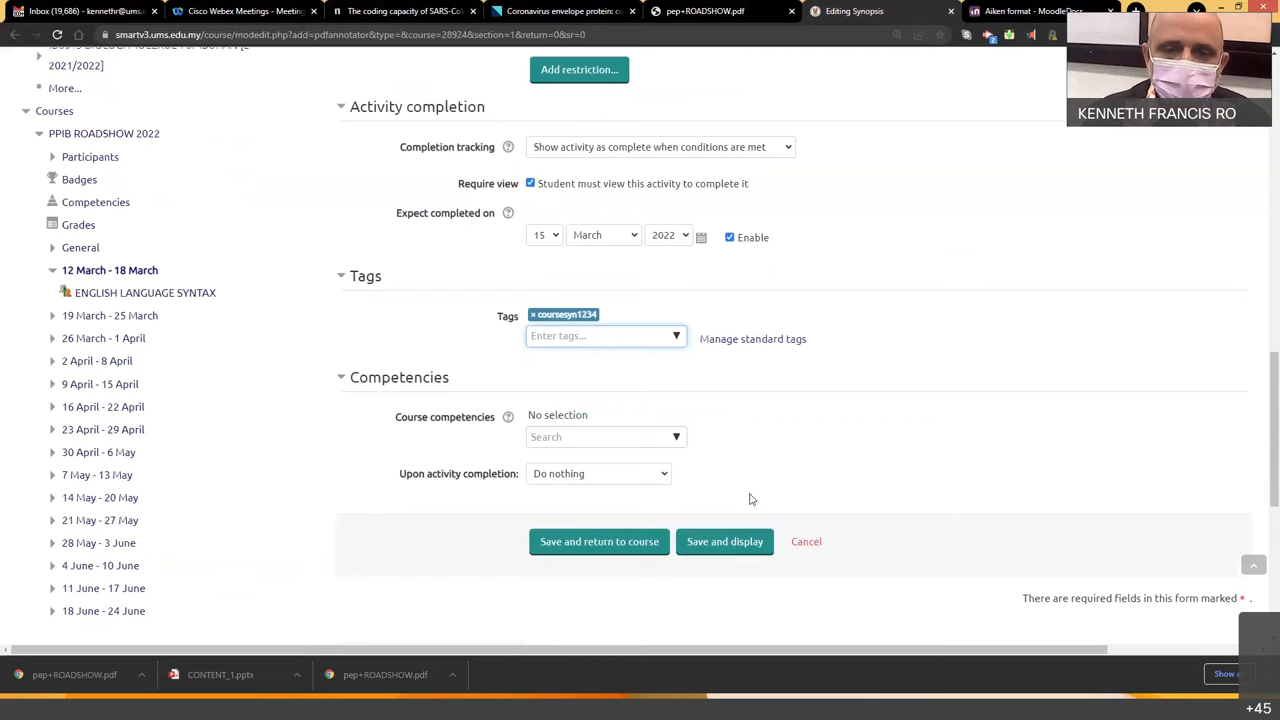 Inbox (19,686) - kenneth@ums.e
Cisco Webex Meetings - Meeting
The coding capacity of SARS-CoV
Coronavirus envelope protein: cu
pep+ROADSHOW.pdf
Editing Synopsis
Aiken format - MoodleDocs
smartv3.ums.edu.my/course/modedit.php?add=pdfannotator&type=&course=28924&section=1&return=0&sr=0
2021/2022]
More...
Courses
PPIB ROADSHOW 2022
Participants
Badges
Competencies
Grades
General
12 March - 18 March
ENGLISH LANGUAGE SYNTAX
19 March - 25 March
26 March - 1 April
2 April - 8 April
9 April - 15 April
16 April - 22 April
23 April - 29 April
30 April - 6 May
7 May - 13 May
14 May - 20 May
21 May - 27 May
28 May - 3 June
4 June - 10 June
11 June - 17 June
18 June - 24 June
Add restriction...
Activity completion
Completion tracking Show activity as complete when conditions are met
Require view Student must view this activity to complete it
Expect completed on
15 March 2022 Enable
Tags
Tags × coursesyn1234
Enter tags... Manage standard tags
Competencies
Course competencies No selection
Search
Upon activity completion: Do nothing
Save and return to course Save and display Cancel
There are required fields in this form marked * .
KENNETH FRANCIS RO
pep+ROADSHOW.pdf
CONTENT_1.pptx
pep+ROADSHOW.pdf
Show
+45